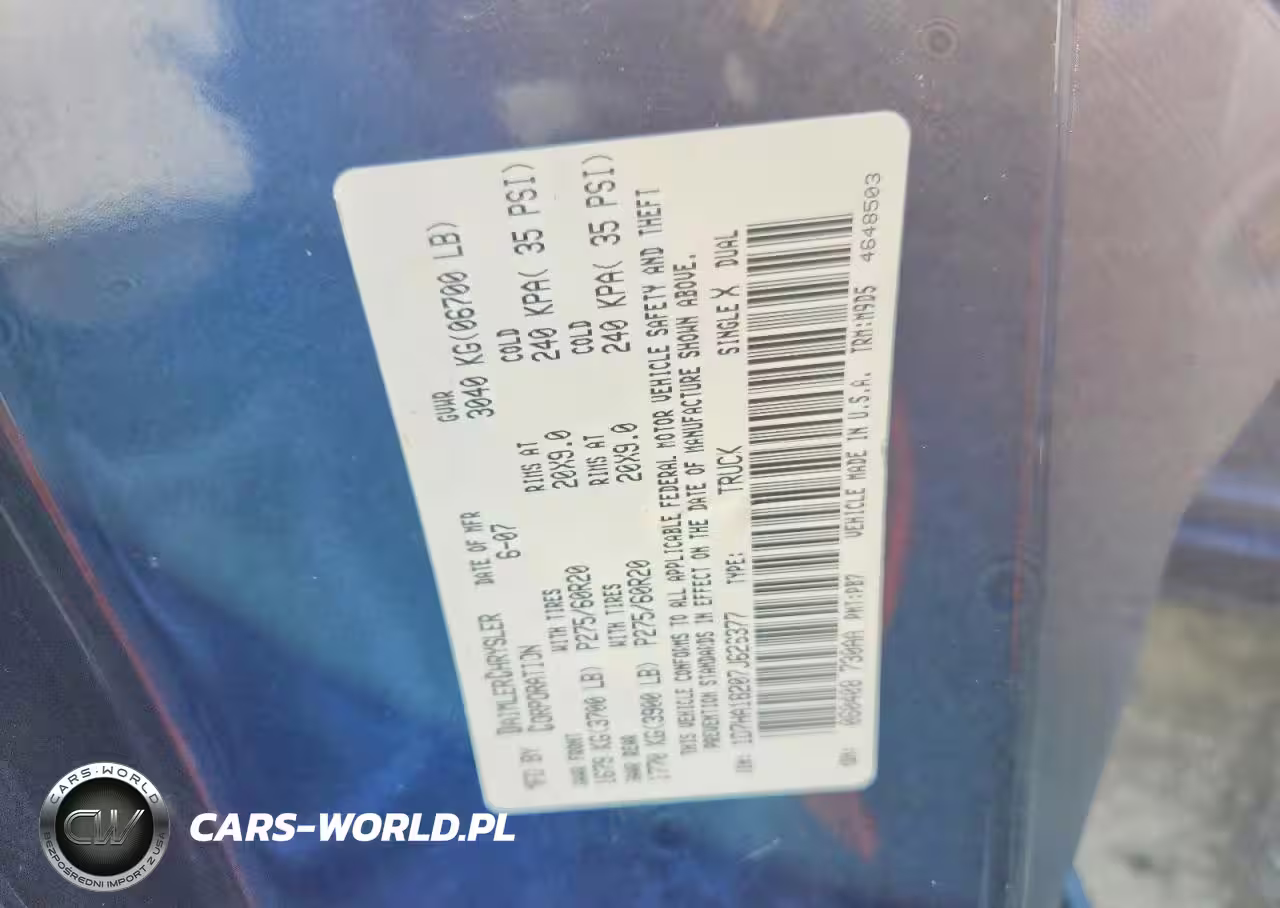 MFD BY DAIMLERCHRYSLER CORPORATION
DATE OF MFR 6-07
GVWR 3040 KG(06700 LB)
GAWR FRONT WITH TIRES RIMS AT COLD
1675 KG(3700 LB) P275/60R20 20X9.0 240 KPA( 35 PSI)
GAWR REAR WITH TIRES RIMS AT COLD
1770 KG(3900 LB) P275/60R20 20X9.0 240 KPA( 35 PSI)
THIS VEHICLE CONFORMS TO ALL APPLICABLE FEDERAL MOTOR VEHICLE SAFETY AND THEFT
PREVENTION STANDARDS IN EFFECT ON THE DATE OF MANUFACTURE SHOWN ABOVE.
VIN: 1D7HA18207J626377 TYPE: TRUCK SINGLE X DUAL
730AA PNT:PB7 VEHICLE MADE IN U.S.A. TRM:M9D5 4648503
CARS-WORLD
CW
BEZPOŚREDNI IMPORT Z USA
CARS-WORLD.PL